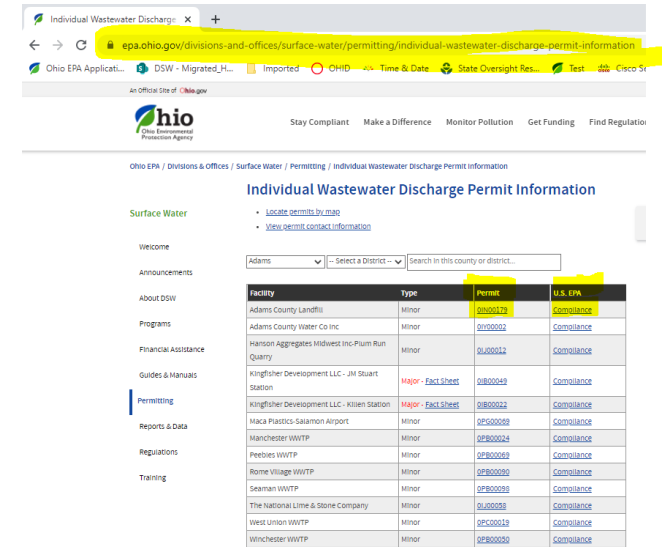 Individual Wastewater Discharge
epa.ohio.gov/divisions-and-offices/surface-water/permitting/individual-wastewater-discharge-permit-information
Ohio EPA Applicati... DSW - Migrated_H... Imported OHID Time & Date State Oversight Res... Test Cisco Se
An Official Site of Ohio.gov
Ohio
Ohio Environmental
Protection Agency
Stay Compliant Make a Difference Monitor Pollution Get Funding Find Regulation
Ohio EPA / Divisions & Offices / Surface Water / Permitting / Individual Wastewater Discharge Permit Information
Individual Wastewater Discharge Permit Information
Surface Water
Welcome
Announcements
About DSW
Programs
Financial Assistance
Guides & Manuals
Permitting
Reports & Data
Regulations
Training
Locate permits by map
View permit contact information
Adams -- Select a District -- Search in this county or district...
Facility Type Permit U.S. EPA
Adams County Landfill Minor 0IN00179 Compliance
Adams County Water Co Inc Minor 0IY00002 Compliance
Hanson Aggregates Midwest Inc-Plum Run
Quarry Minor 0IJ00012 Compliance
Kingfisher Development LLC - JM Stuart
Station Major - Fact Sheet 0IB00049 Compliance
Kingfisher Development LLC - Killen Station Major - Fact Sheet 0IB00022 Compliance
Maca Plastics-Salamon Airport Minor 0PG00069 Compliance
Manchester WWTP Minor 0PB00024 Compliance
Peebles WWTP Minor 0PB00069 Compliance
Rome Village WWTP Minor 0PB00090 Compliance
Seaman WWTP Minor 0PB00098 Compliance
The National Lime & Stone Company Minor 0IJ00058 Compliance
West Union WWTP Minor 0PC00019 Compliance
Winchester WWTP Minor 0PB00050 Compliance